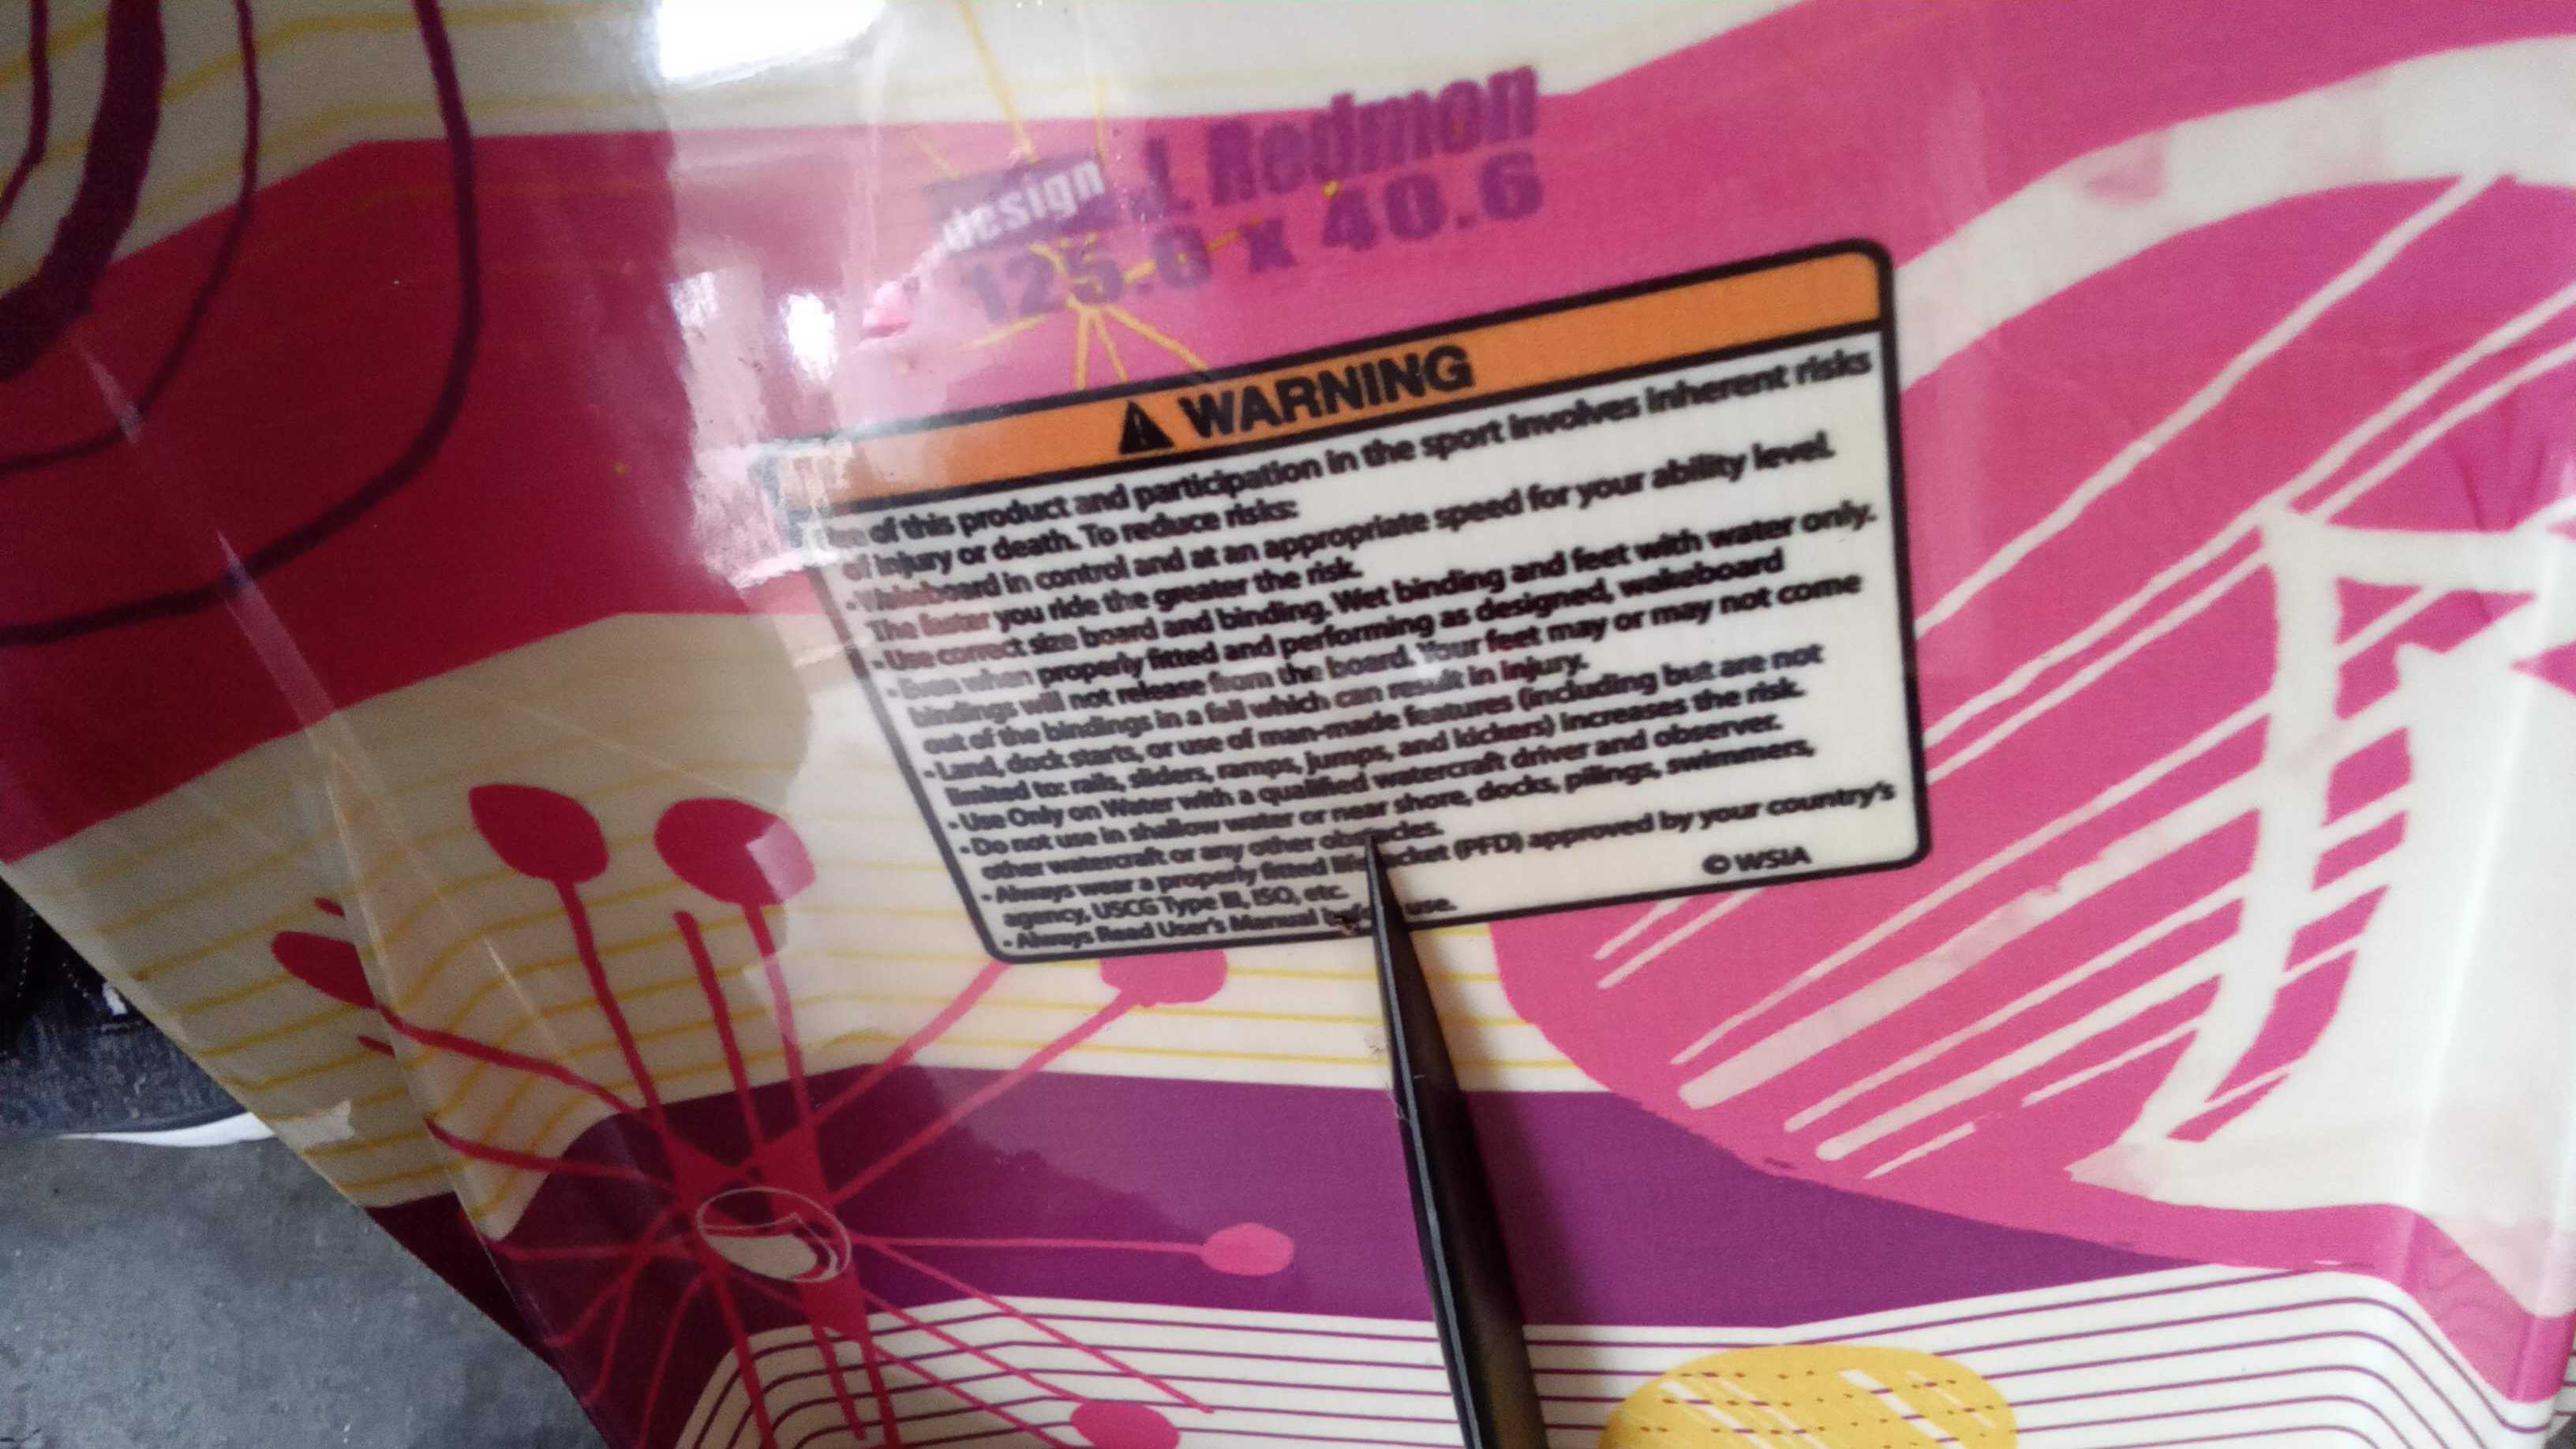 design J. Redmon
125.0 x 40.6
⚠ WARNING
of this product and participation in the sport involves inherent risks
of injury or death. To reduce risks:
• Wakeboard in control and at an appropriate speed for your ability level.
The faster you ride the greater the risk.
• Use correct size board and binding. Wet binding and feet with water only.
• Even when properly fitted and performing as designed, wakeboard
bindings will not release from the board. Your feet may or may not come
out of the bindings in a fall which can result in injury.
• Land, dock starts, or use of man-made features (including but are not
limited to: rails, sliders, ramps, jumps, and kickers) increases the risk.
• Use Only on Water with a qualified watercraft driver and observer.
• Do not use in shallow water or near shore, docks, pilings, swimmers,
other watercraft or any other obstacles.
• Always wear a properly fitted life jacket (PFD) approved by your country's
agency, USCG Type III, ISO, etc.
• Always Read User's Manual before use.
© WSIA